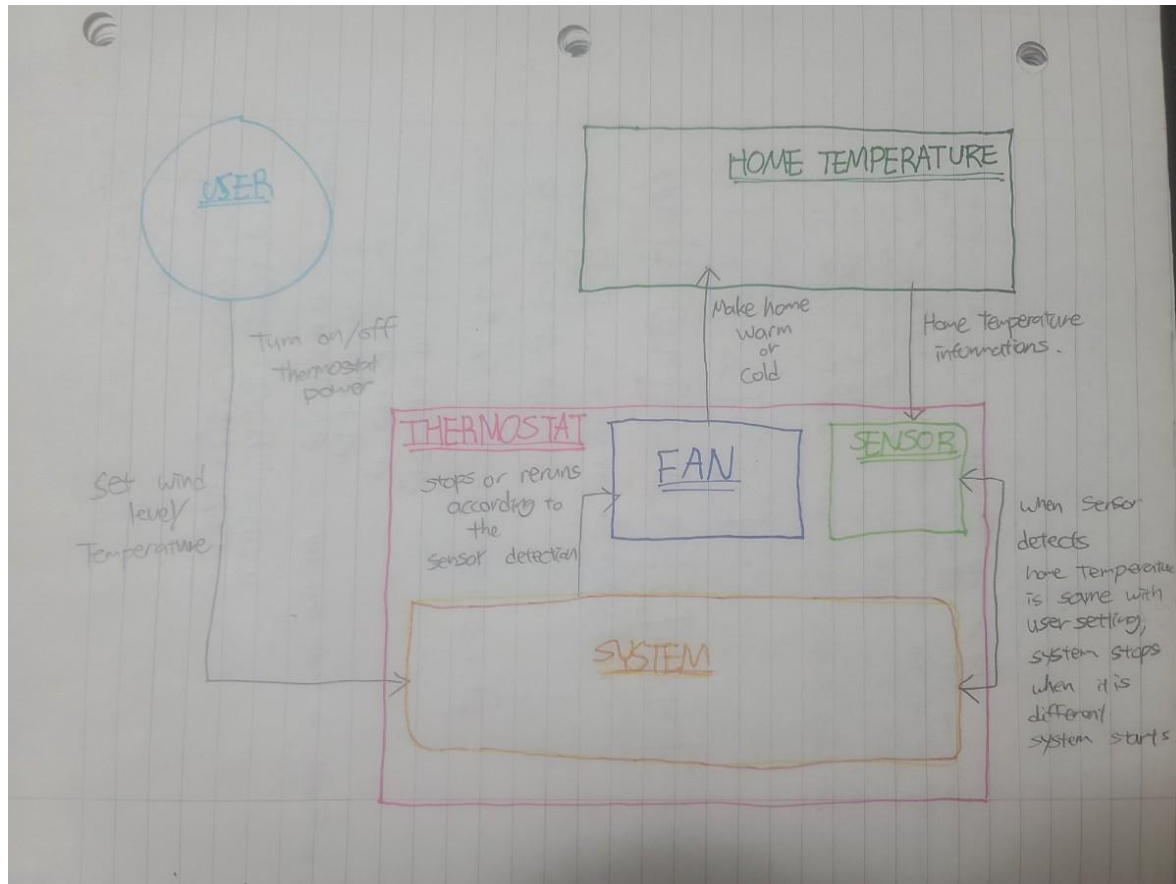 USER
HOME TEMPERATURE
Turn on/off
Thermostat
power
Make home
warm
or
cold
Home Temperature
informations.
Set wind
level/
Temperature
THERMOSTAT
stops or reruns
according to
the
sensor detection
FAN
SENSOR
when sensor
detects
home Temperature
is same with
user setting,
system stops
when it is
different
system starts
SYSTEM